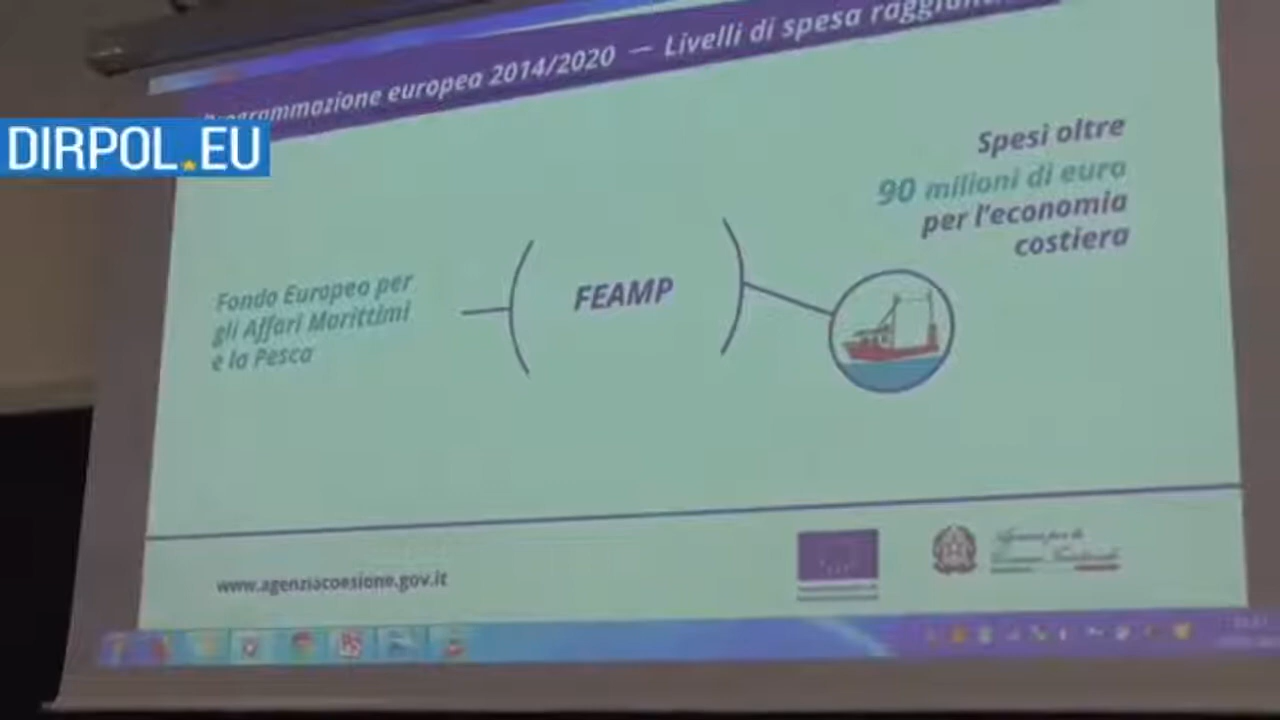 Programmazione europea 2014/2020 — Livelli di spesa
DIRPOL.EU
Spesi oltre
90 milioni di euro
per l'economia
costiera
Fondo Europeo per
gli Affari Marittimi
e la Pesca
FEAMP
www.agenziacoesione.gov.it